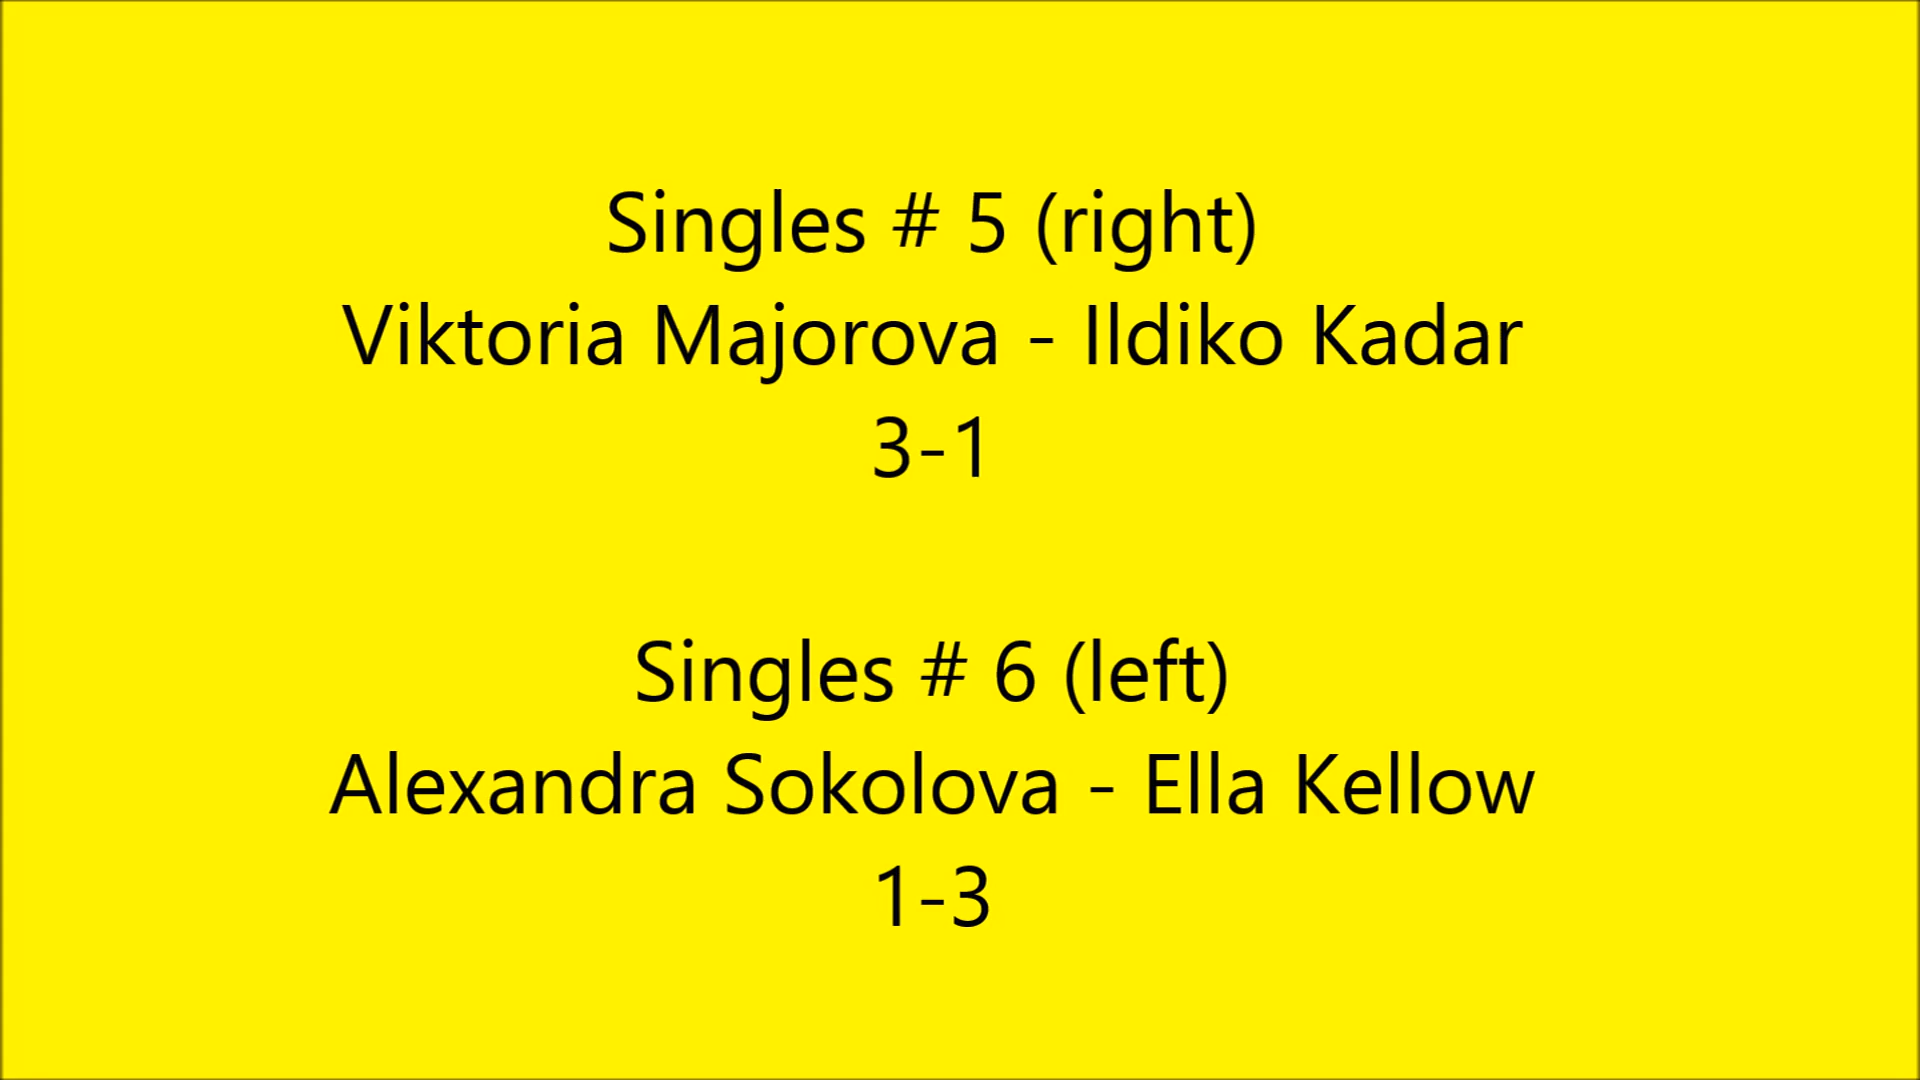 Singles # 5 (right)
Viktoria Majorova - Ildiko Kadar
3-1
Singles # 6 (left)
Alexandra Sokolova - Ella Kellow
1-3